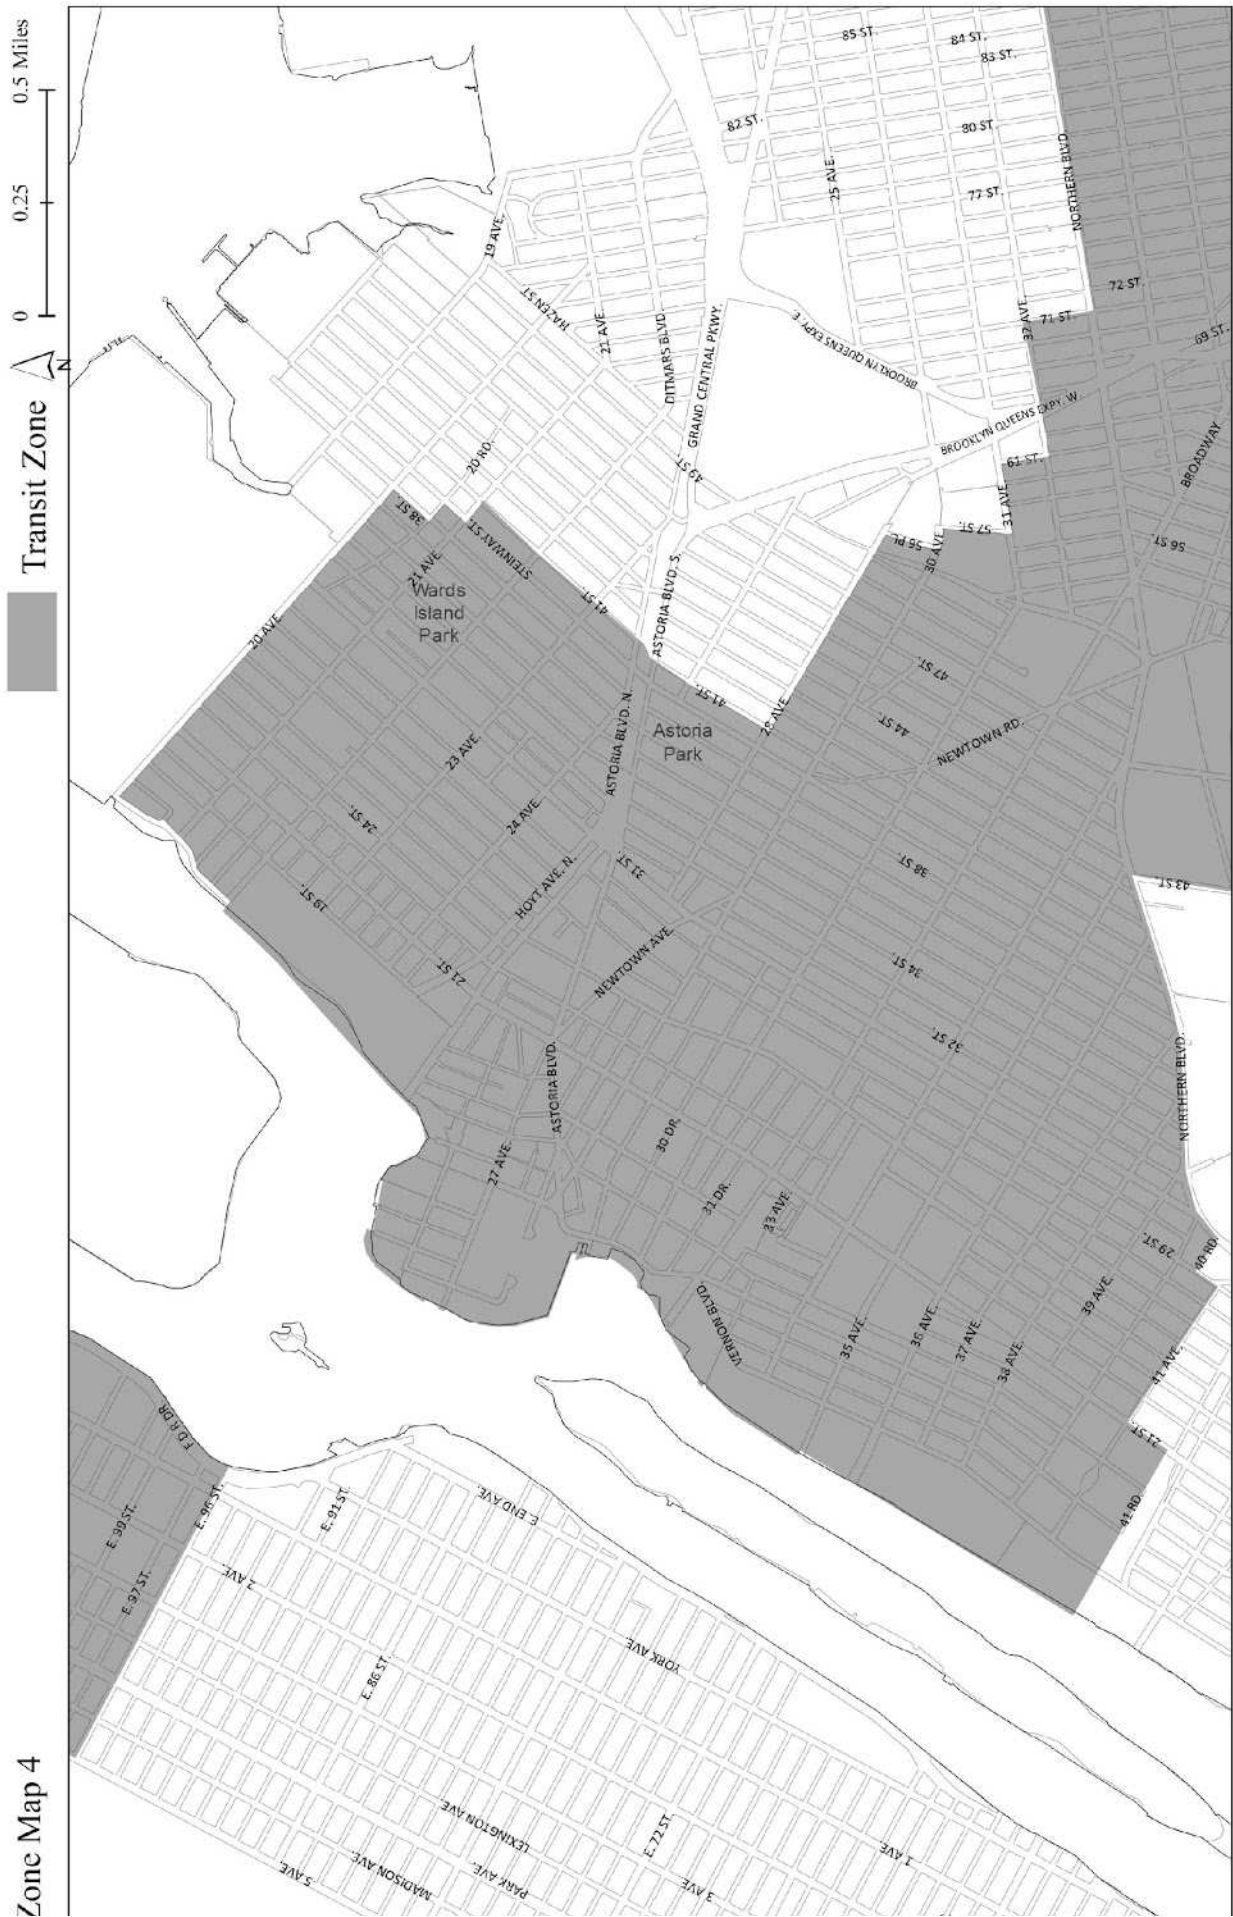 Zone Map 4
Transit Zone
N
0
0.25
0.5 Miles
85 ST.
84 ST.
83 ST.
82 ST.
80 ST.
77 ST.
25 AVE.
NORTHERN BLVD
72 ST.
71 ST.
32 AVE
69 ST.
19 AVE.
HAZEN ST
21 AVE.
DITMARS BLVD.
GRAND CENTRAL PKWY.
BROOKLYN QUEENS EXPY. E.
BROOKLYN QUEENS EXPY. W.
61 ST.
BROADWAY
20 RD.
49 ST.
31 AVE
57 ST.
56 PL
56 ST.
30 AVE
38 ST.
STEINWAY ST.
21 AVE.
Wards
Island
Park
41 ST.
ASTORIA BLVD. S.
20 AVE
41 ST.
28 AVE
47 ST.
44 ST.
NEWTOWN RD.
ASTORIA BLVD. N.
Astoria
Park
23 AVE.
24 AVE.
24 ST.
19 ST.
31 ST.
HOYT AVE. N.
38 ST.
43 ST.
21 ST.
NEWTOWN AVE.
34 ST.
32 ST.
NORTHERN BLVD.
ASTORIA BLVD.
27 AVE.
30 DR.
31 DR.
33 AVE.
29 ST.
40 RD.
39 AVE.
VERNON BLVD.
35 AVE.
36 AVE.
37 AVE.
38 AVE.
41 AVE.
21 ST.
41 RD.
F D R DR
E. 99 ST.
E. 96 ST.
E. 97 ST.
E. 91 ST.
E END AVE.
2 AVE.
E. 86 ST.
YORK AVE.
5 AVE.
MADISON AVE.
LEXINGTON AVE.
PARK AVE.
E. 72 ST.
3 AVE.
1 AVE.